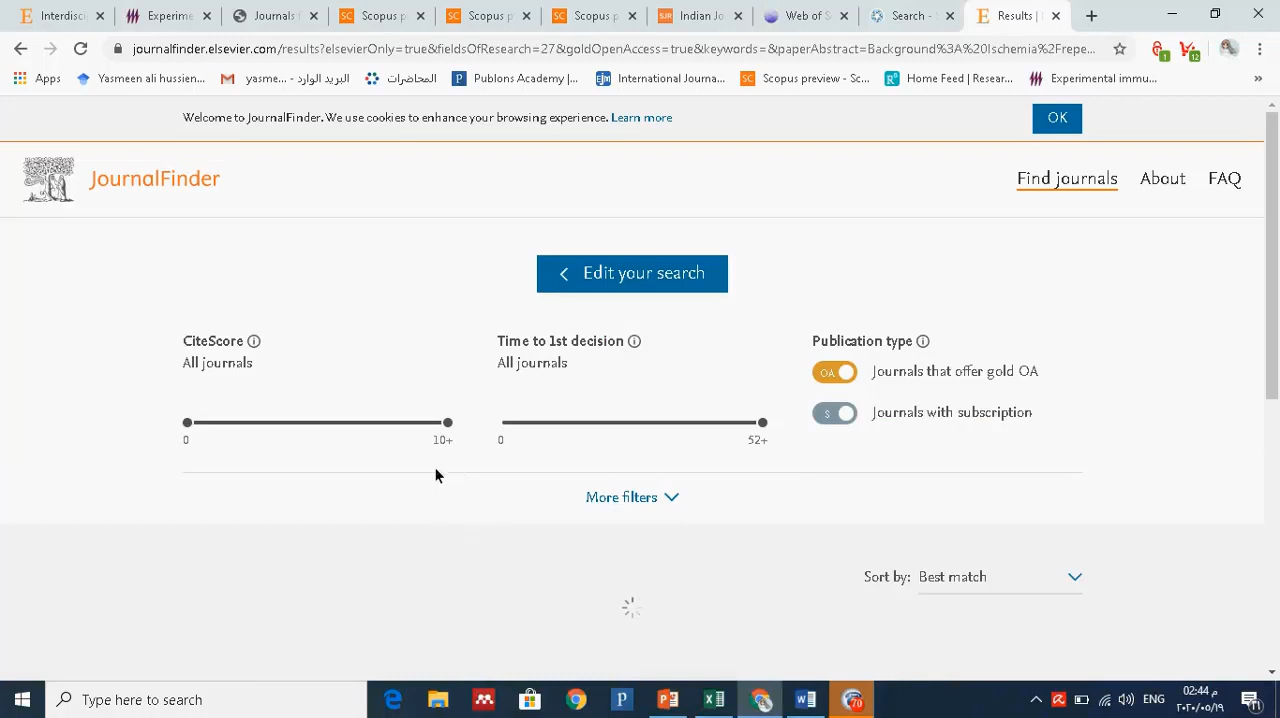 Interdisci
Experime
Journals f
Scopus p
Scopus p
Scopus p
Indian Jo
Web of S
Search -
Results |
journalfinder.elsevier.com/results?elsevierOnly=true&fieldsOfResearch=27&goldOpenAccess=true&keywords=&paperAbstract=Background%3A%20Ischemia%2Frepe...
1
12
Apps
Yasmeen ali hussien...
البريد الوارد - yasme...
المحاضرات
Publons Academy |...
International Journa...
Scopus preview - Sc...
Home Feed | Resear...
Experimental immu...
Welcome to JournalFinder. We use cookies to enhance your browsing experience. Learn more
OK
JournalFinder
Find journals
About
FAQ
Edit your search
CiteScore
All journals
0
10+
Time to 1st decision
All journals
0
52+
Publication type
OA
Journals that offer gold OA
S
Journals with subscription
More filters
Sort by: Best match
Type here to search
70
ENG
02:44 م
٢٠٢٠/٠٥/١٩